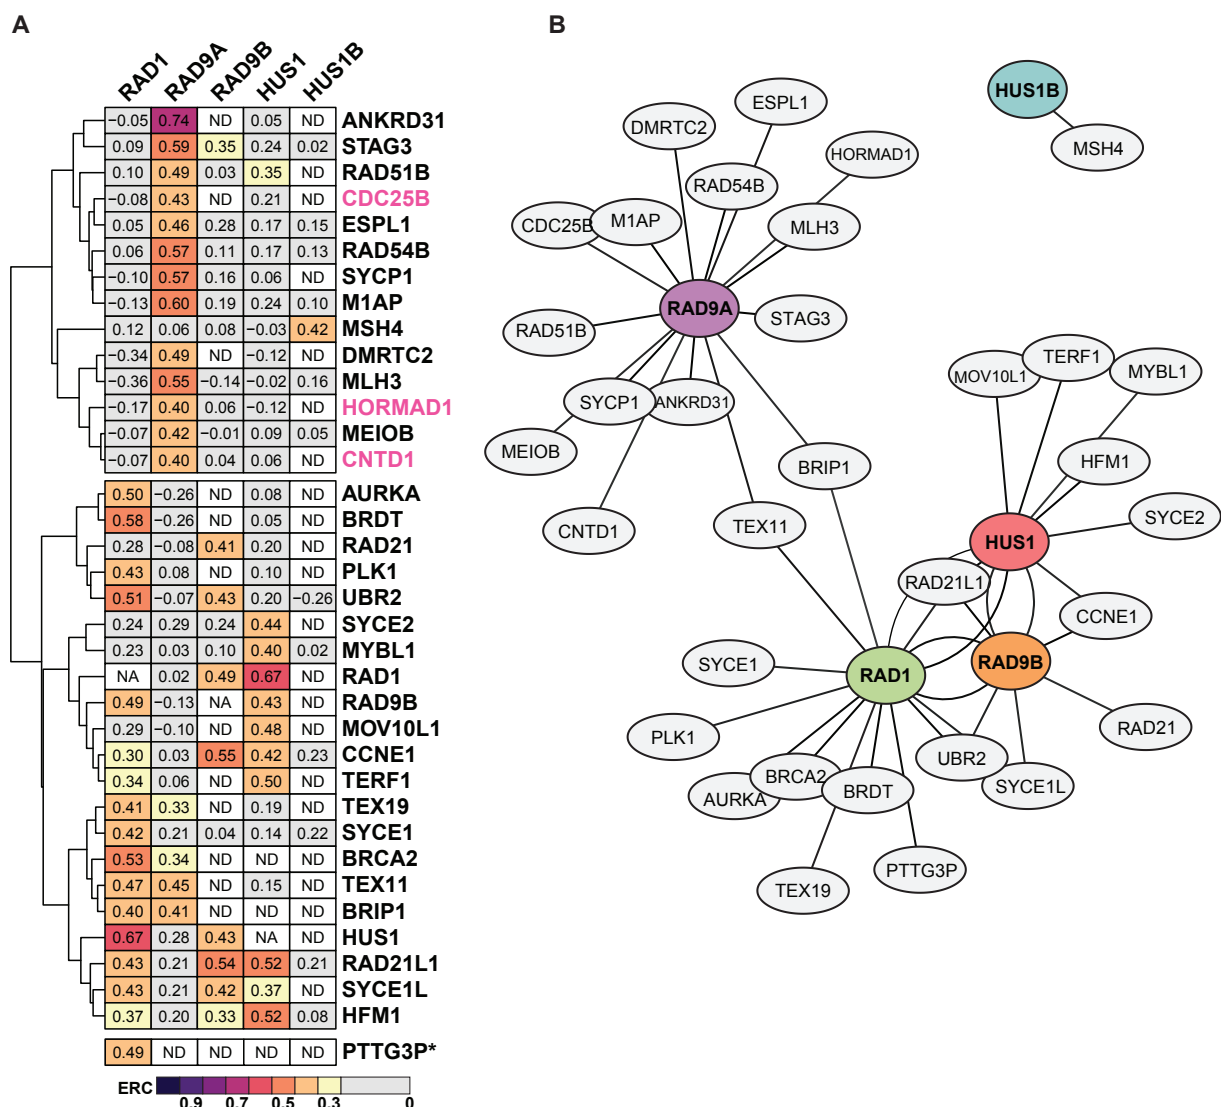 A
B
RAD1 RAD9A RAD9B HUS1 HUS1B
−0.05 0.74 ND 0.05 ND ANKRD31
0.09 0.59 0.35 0.24 0.02 STAG3
0.10 0.49 0.03 0.35 ND RAD51B
−0.08 0.43 ND 0.21 ND CDC25B
0.05 0.46 0.28 0.17 0.15 ESPL1
0.06 0.57 0.11 0.17 0.13 RAD54B
−0.10 0.57 0.16 0.06 ND SYCP1
−0.13 0.60 0.19 0.24 0.10 M1AP
0.12 0.06 0.08 −0.03 0.42 MSH4
−0.34 0.49 ND −0.12 ND DMRTC2
−0.36 0.55 −0.14 −0.02 0.16 MLH3
−0.17 0.40 0.06 −0.12 ND HORMAD1
−0.07 0.42 −0.01 0.09 0.05 MEIOB
−0.07 0.40 0.04 0.06 ND CNTD1
0.50 −0.26 ND 0.08 ND AURKA
0.58 −0.26 ND 0.05 ND BRDT
0.28 −0.08 0.41 0.20 ND RAD21
0.43 0.08 ND 0.10 ND PLK1
0.51 −0.07 0.43 0.20 −0.26 UBR2
0.24 0.29 0.24 0.44 ND SYCE2
0.23 0.03 0.10 0.40 0.02 MYBL1
NA 0.02 0.49 0.67 ND RAD1
0.49 −0.13 NA 0.43 ND RAD9B
0.29 −0.10 ND 0.48 ND MOV10L1
0.30 0.03 0.55 0.42 0.23 CCNE1
0.34 0.06 ND 0.50 ND TERF1
0.41 0.33 ND 0.19 ND TEX19
0.42 0.21 0.04 0.14 0.22 SYCE1
0.53 0.34 ND ND ND BRCA2
0.47 0.45 ND 0.15 ND TEX11
0.40 0.41 ND ND ND BRIP1
0.67 0.28 0.43 NA ND HUS1
0.43 0.21 0.54 0.52 0.21 RAD21L1
0.43 0.21 0.42 0.37 ND SYCE1L
0.37 0.20 0.33 0.52 0.08 HFM1
0.49 ND ND ND ND PTTG3P*
ERC
0.9 0.7 0.5 0.3 0
HUS1B
MSH4
ESPL1
DMRTC2
HORMAD1
RAD54B
CDC25B
M1AP
MLH3
RAD9A
STAG3
RAD51B
SYCP1
ANKRD31
MEIOB
BRIP1
CNTD1
TEX11
TERF1
MOV10L1
MYBL1
HFM1
SYCE2
HUS1
RAD21L1
CCNE1
SYCE1
RAD1
RAD9B
RAD21
PLK1
UBR2
BRCA2
AURKA
BRDT
SYCE1L
PTTG3P
TEX19